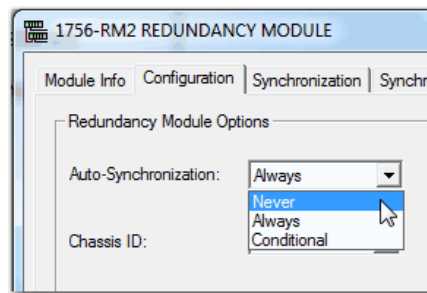 1756-RM2 REDUNDANCY MODULE
Module Info Configuration Synchronization Synchr
Redundancy Module Options
Auto-Synchronization: Always
Never
Always
Chassis ID: Conditional